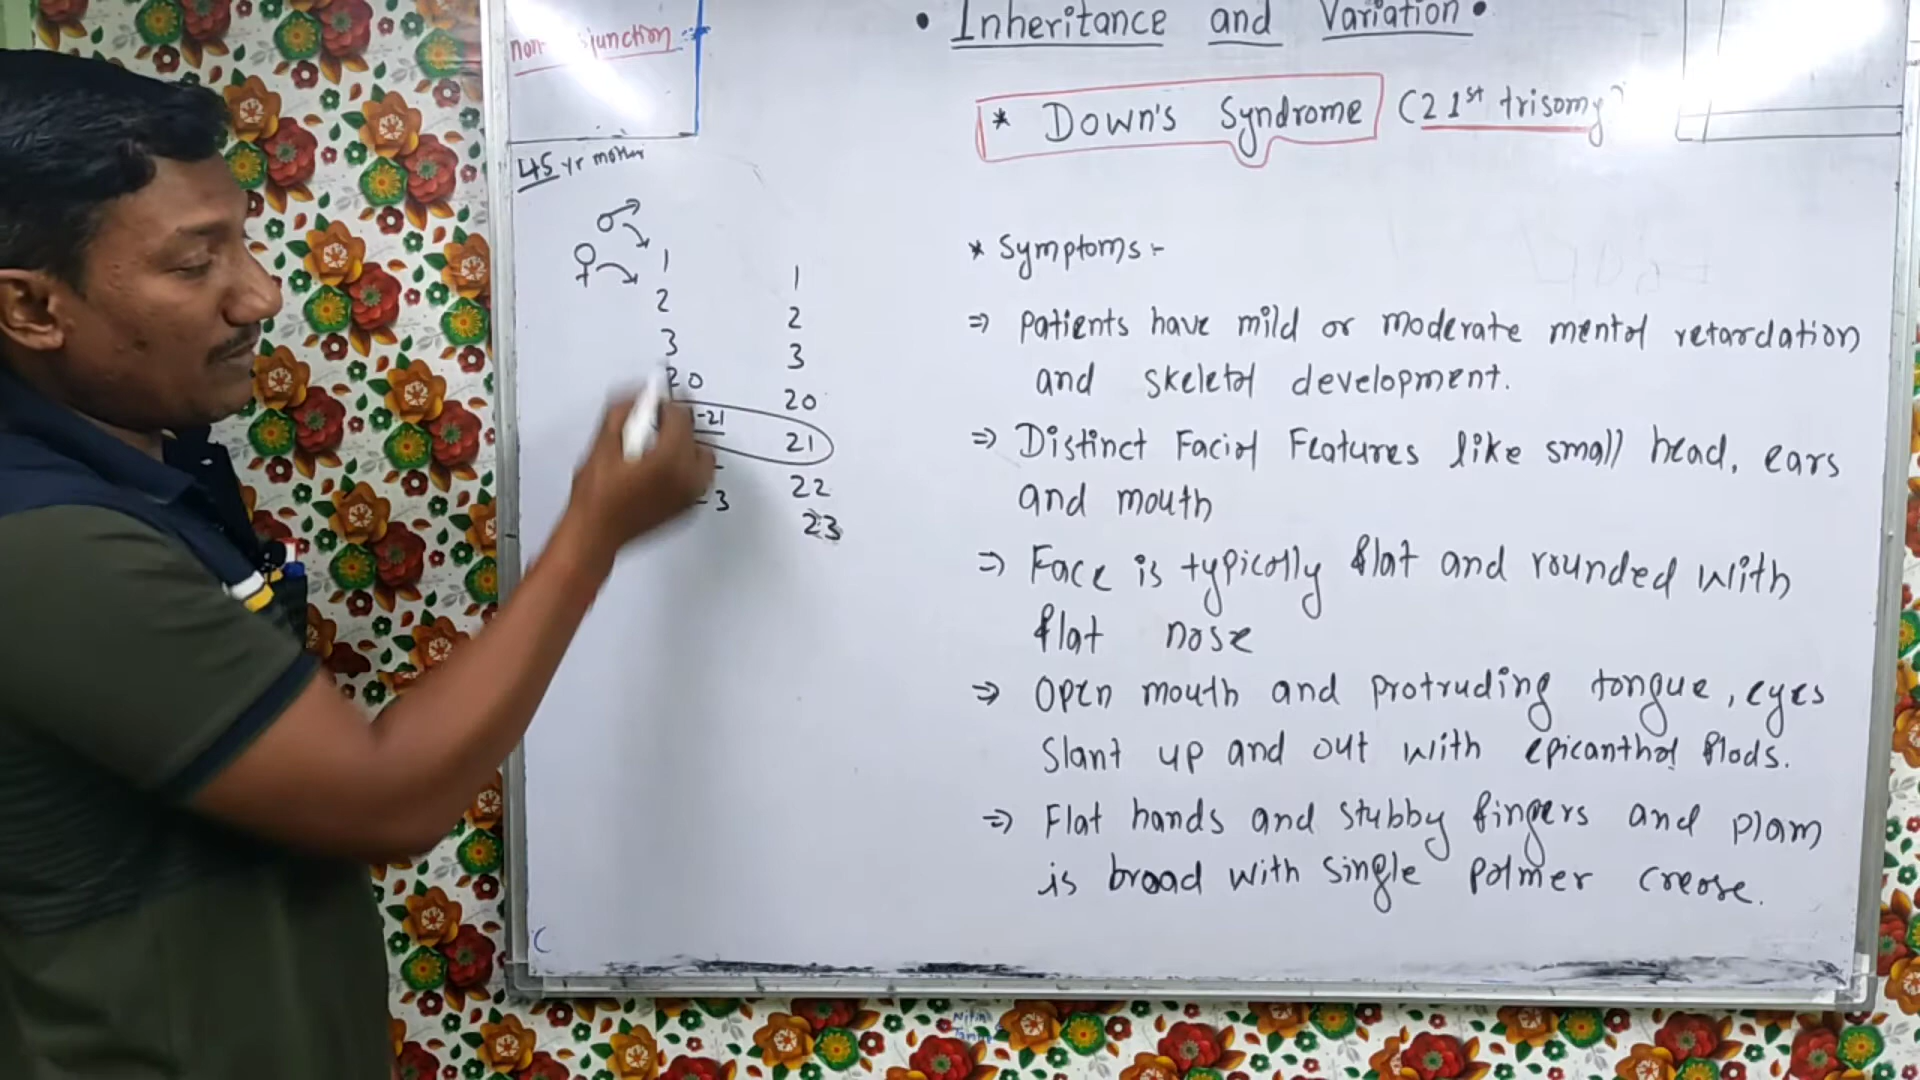 • Inheritance and Variation •
* Down's Syndrome (21st trisomy)
45 yr mother
1 1
2 2
3 3
20 20
-21 21
22
23 23
* Symptoms :-
⇒ Patients have mild or moderate mental retardation
and skeletal development.
⇒ Distinct Facial Features like small head, ears
and mouth
⇒ Face is typically flat and rounded with
flat nose
⇒ Open mouth and protruding tongue, eyes
slant up and out with epicanthal flods.
⇒ Flat hands and stubby fingers and plam
is broad with single palmer crease.
C
Nitin